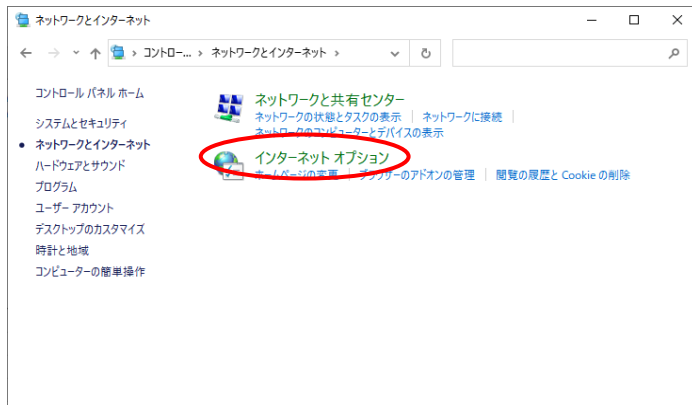 ネットワークとインターネット
コントロー... › ネットワークとインターネット ›
コントロール パネル ホーム
システムとセキュリティ
ネットワークとインターネット
ハードウェアとサウンド
プログラム
ユーザー アカウント
デスクトップのカスタマイズ
時計と地域
コンピューターの簡単操作
ネットワークと共有センター
ネットワークの状態とタスクの表示 | ネットワークに接続 |
ネットワークのコンピューターとデバイスの表示
インターネット オプション
ホームページの変更 | ブラウザーのアドオンの管理 | 閲覧の履歴と Cookie の削除